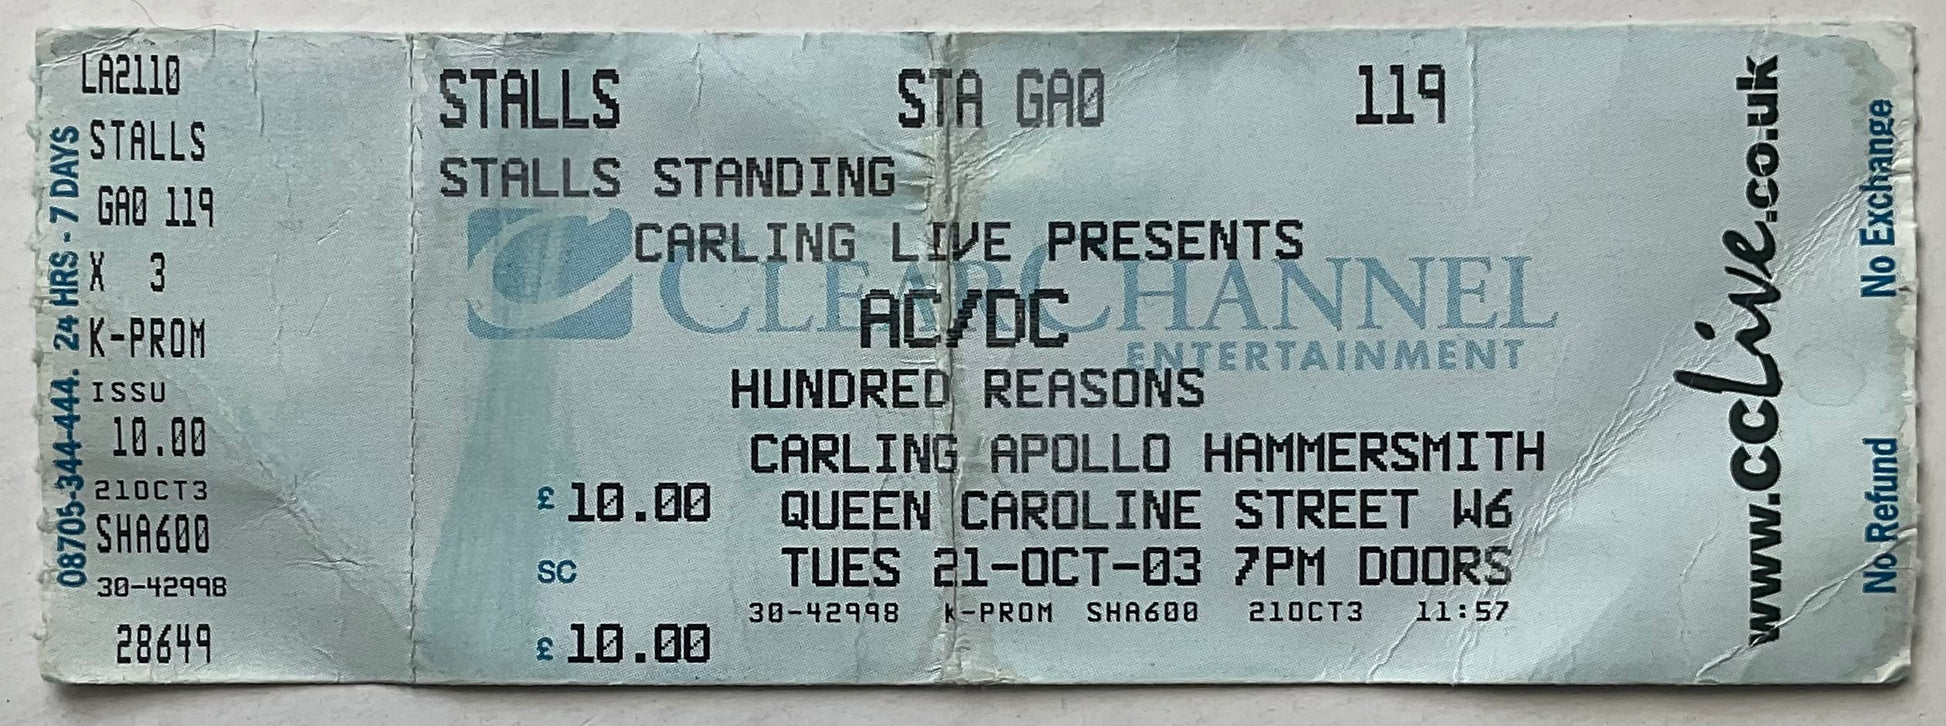 08705-344-444. 24 HRS - 7 DAYS
LA2110
STALLS
GA0 119
X 3
K-PROM
ISSU
10.00
21OCT3
SHA600
30-42998
28649
STALLS STA GA0 119
STALLS STANDING
CARLING LIVE PRESENTS
CLEARCHANNEL
ENTERTAINMENT
AC/DC
HUNDRED REASONS
CARLING APOLLO HAMMERSMITH
£ 10.00 QUEEN CAROLINE STREET W6
SC TUES 21-OCT-03 7PM DOORS
30-42998 K-PROM SHA600 21OCT3 11:57
£ 10.00
www.ccLive.co.uk
No Refund No Exchange